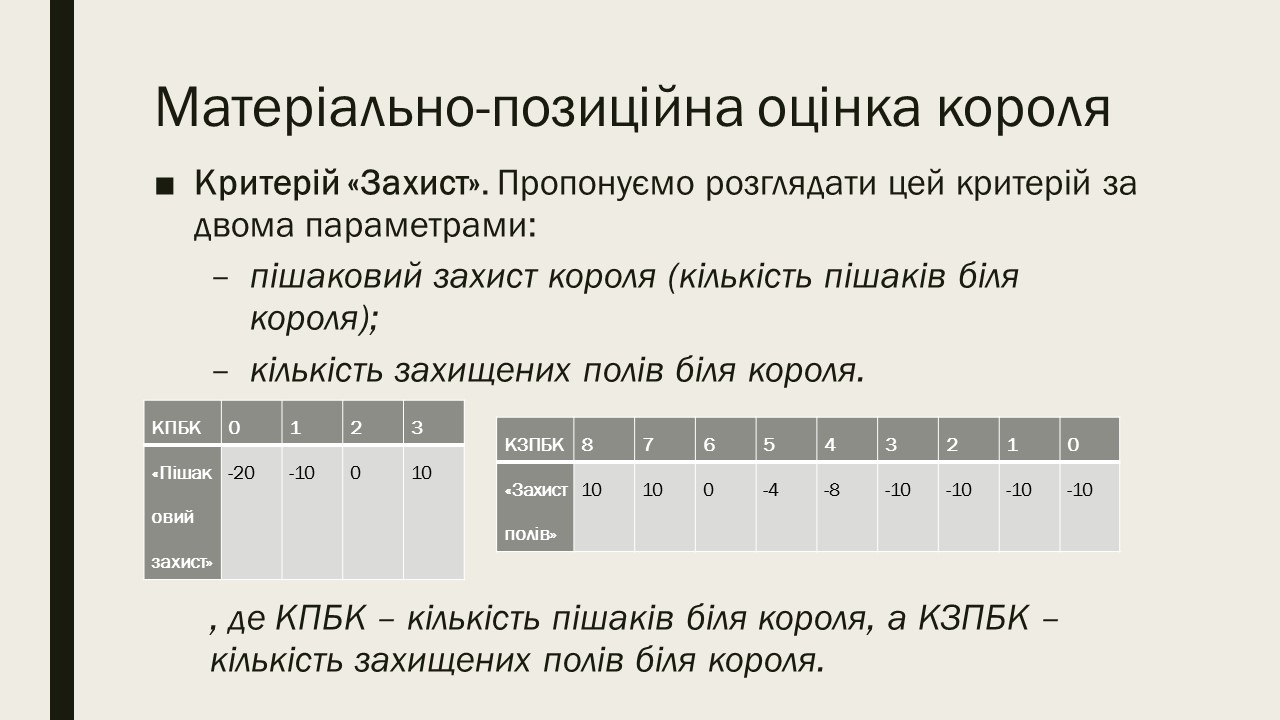 Матеріально-позиційна оцінка короля
▪ Критерій «Захист». Пропонуємо розглядати цей критерій за
двома параметрами:
– пішаковий захист короля (кількість пішаків біля
короля);
– кількість захищених полів біля короля.
КПБК 0 1 2 3
«Пішак -20 -10 0 10
овий
захист»
КЗПБК 8 7 6 5 4 3 2 1 0
«Захист 10 10 0 -4 -8 -10 -10 -10 -10
полів»
, де КПБК – кількість пішаків біля короля, а КЗПБК –
кількість захищених полів біля короля.